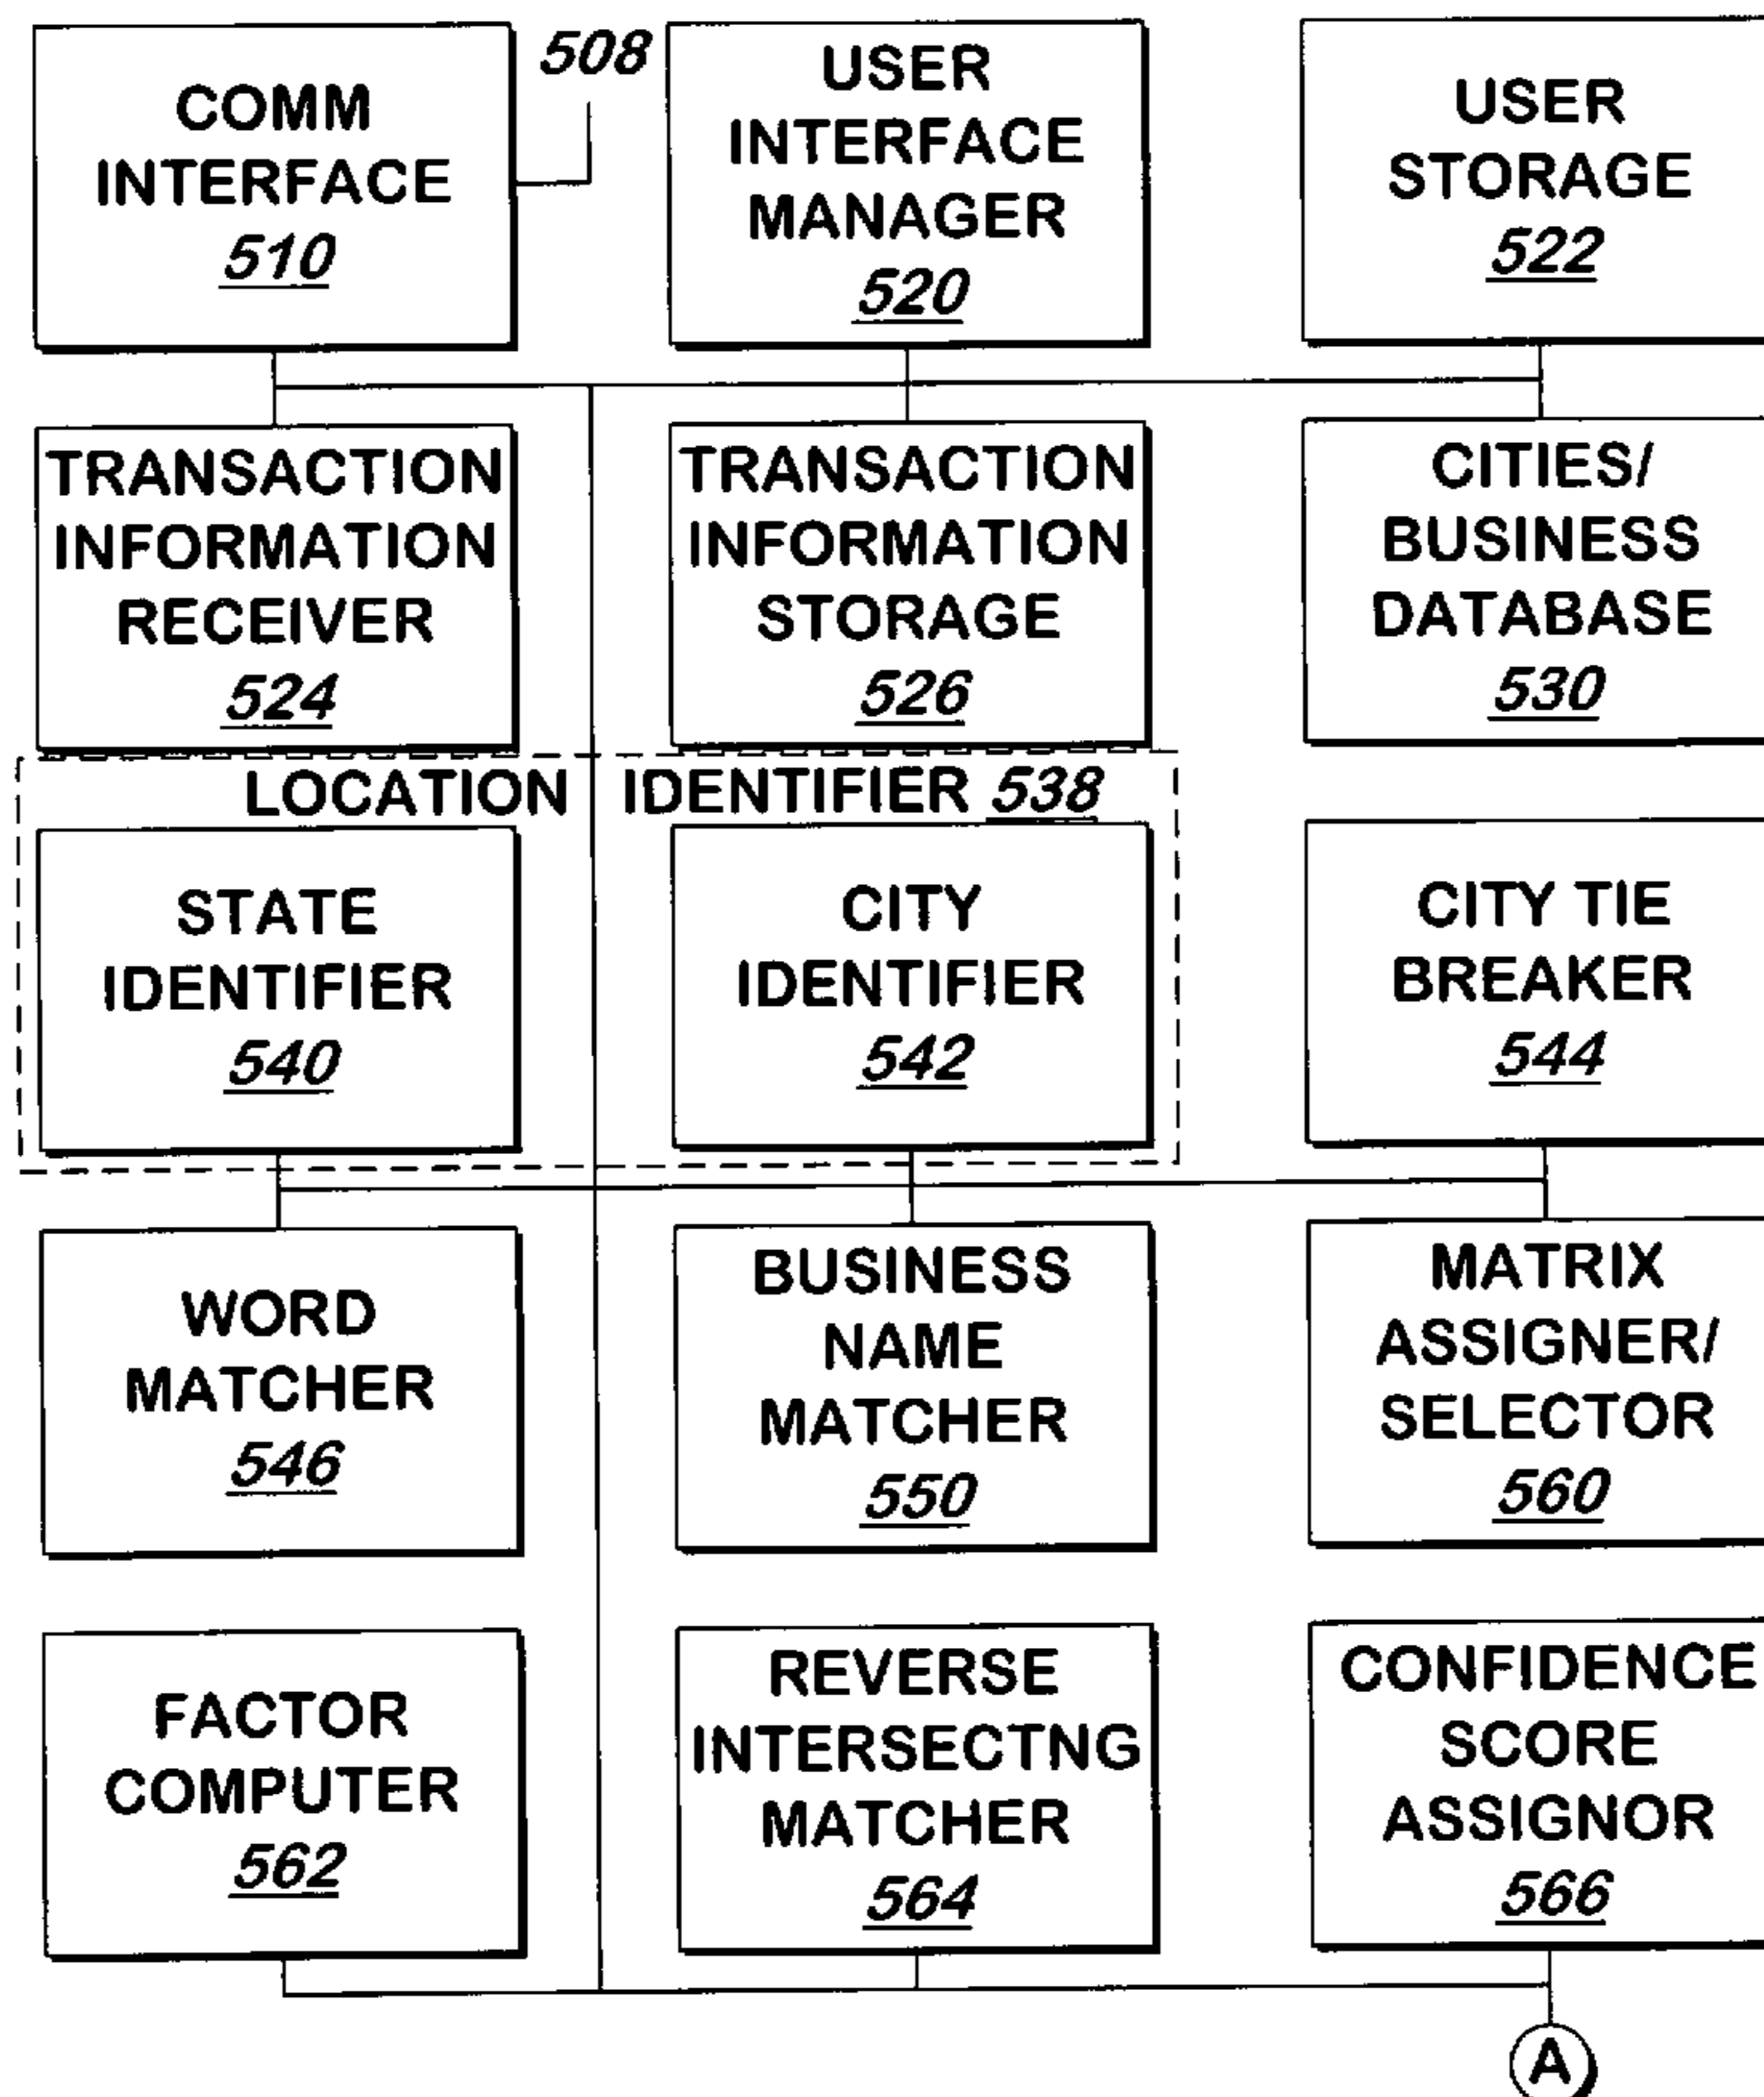 COMM
INTERFACE
510
508
USER
INTERFACE
MANAGER
520
USER
STORAGE
522
TRANSACTION
INFORMATION
RECEIVER
524
TRANSACTION
INFORMATION
STORAGE
526
CITIES/
BUSINESS
DATABASE
530
LOCATION IDENTIFIER 538
STATE
IDENTIFIER
540
CITY
IDENTIFIER
542
CITY TIE
BREAKER
544
WORD
MATCHER
546
BUSINESS
NAME
MATCHER
550
MATRIX
ASSIGNER/
SELECTOR
560
FACTOR
COMPUTER
562
REVERSE
INTERSECTNG
MATCHER
564
CONFIDENCE
SCORE
ASSIGNOR
566
A